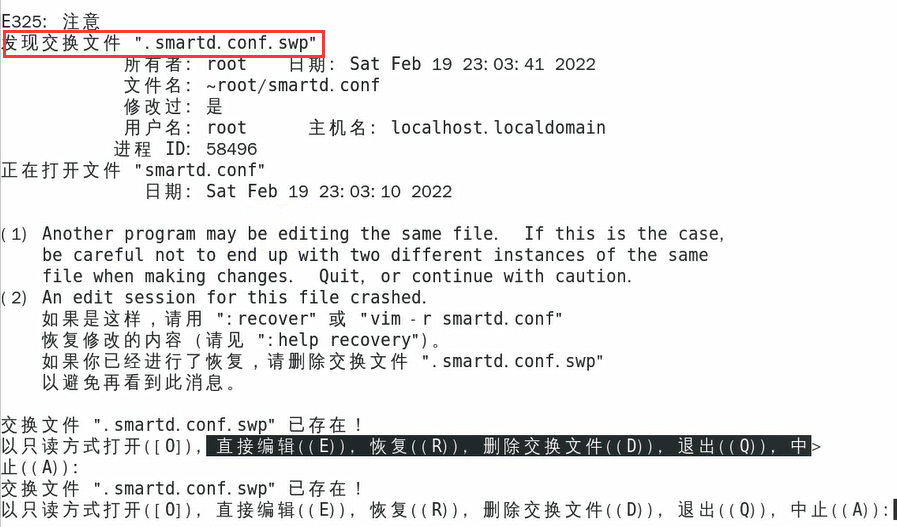 E325: 注意
发现交换文件 ".smartd.conf.swp"
所有者: root 日期: Sat Feb 19 23:03:41 2022
文件名: ~root/smartd.conf
修改过: 是
用户名: root 主机名: localhost.localdomain
进程 ID: 58496
正在打开文件 "smartd.conf"
日期: Sat Feb 19 23:03:10 2022
(1) Another program may be editing the same file. If this is the case,
be careful not to end up with two different instances of the same
file when making changes. Quit, or continue with caution.
(2) An edit session for this file crashed.
如果是这样，请用 ":recover" 或 "vim -r smartd.conf"
恢复修改的内容 (请见 ":help recovery")。
如果你已经进行了恢复，请删除交换文件 ".smartd.conf.swp"
以避免再看到此消息。
交换文件 ".smartd.conf.swp" 已存在！
以只读方式打开([O]), 直接编辑((E)), 恢复((R)), 删除交换文件((D)), 退出((Q)), 中>
止((A)):
交换文件 ".smartd.conf.swp" 已存在！
以只读方式打开([O]), 直接编辑((E)), 恢复((R)), 删除交换文件((D)), 退出((Q)), 中止((A)):